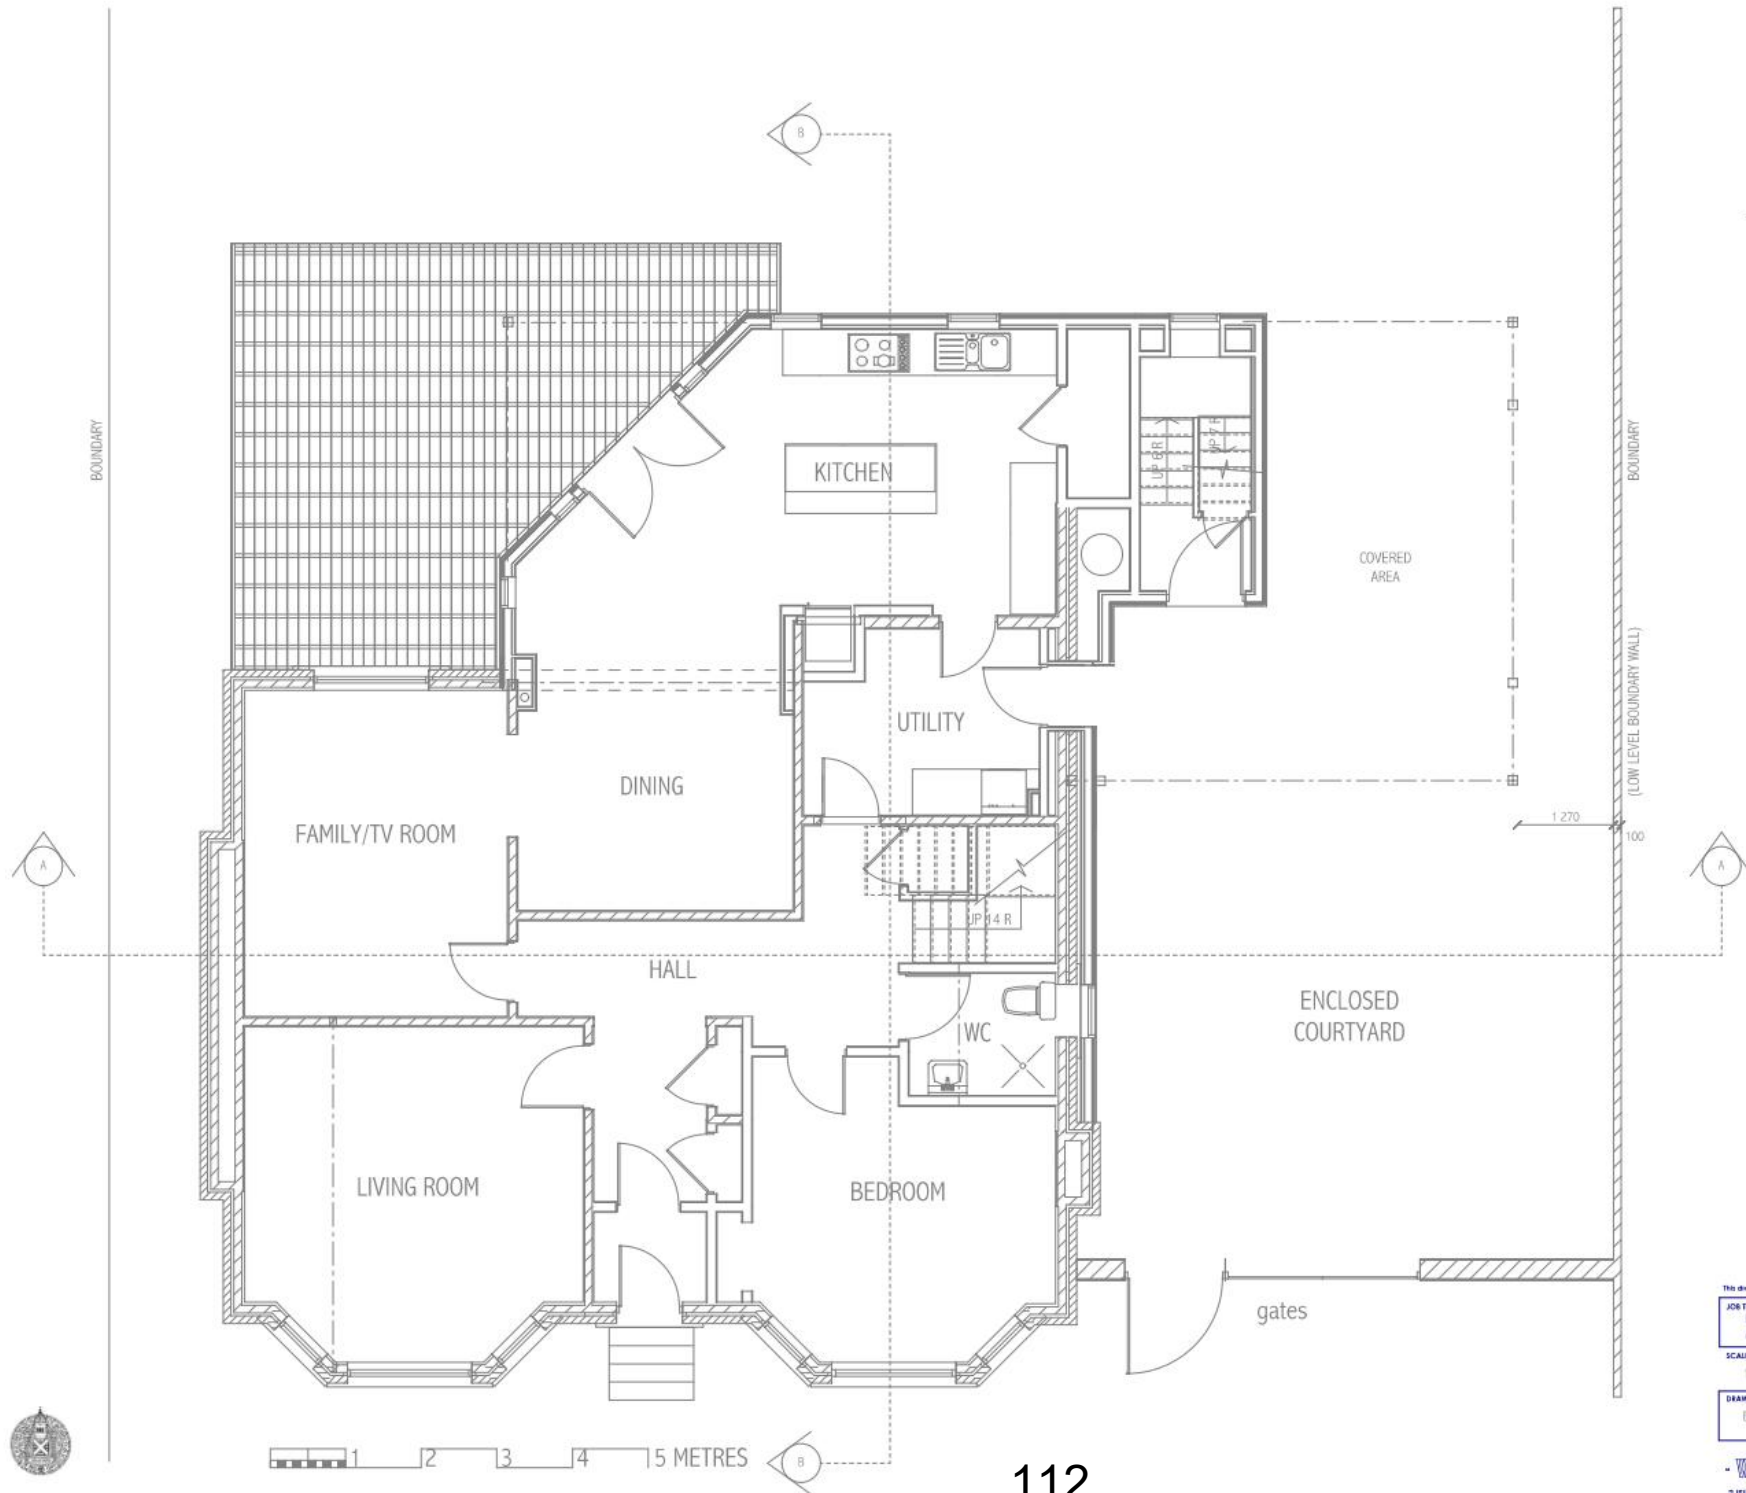 B
BOUNDARY
KITCHEN
UP 6 R
UP 7 R
BOUNDARY
COVERED
AREA
(LOW LEVEL BOUNDARY WALL)
UTILITY
DINING
FAMILY/TV ROOM
1 270
100
A
A
UP 14 R
HALL
WC
ENCLOSED
COURTYARD
LIVING ROOM
BEDROOM
gates
1 2 3 4 5 METRES
B
112